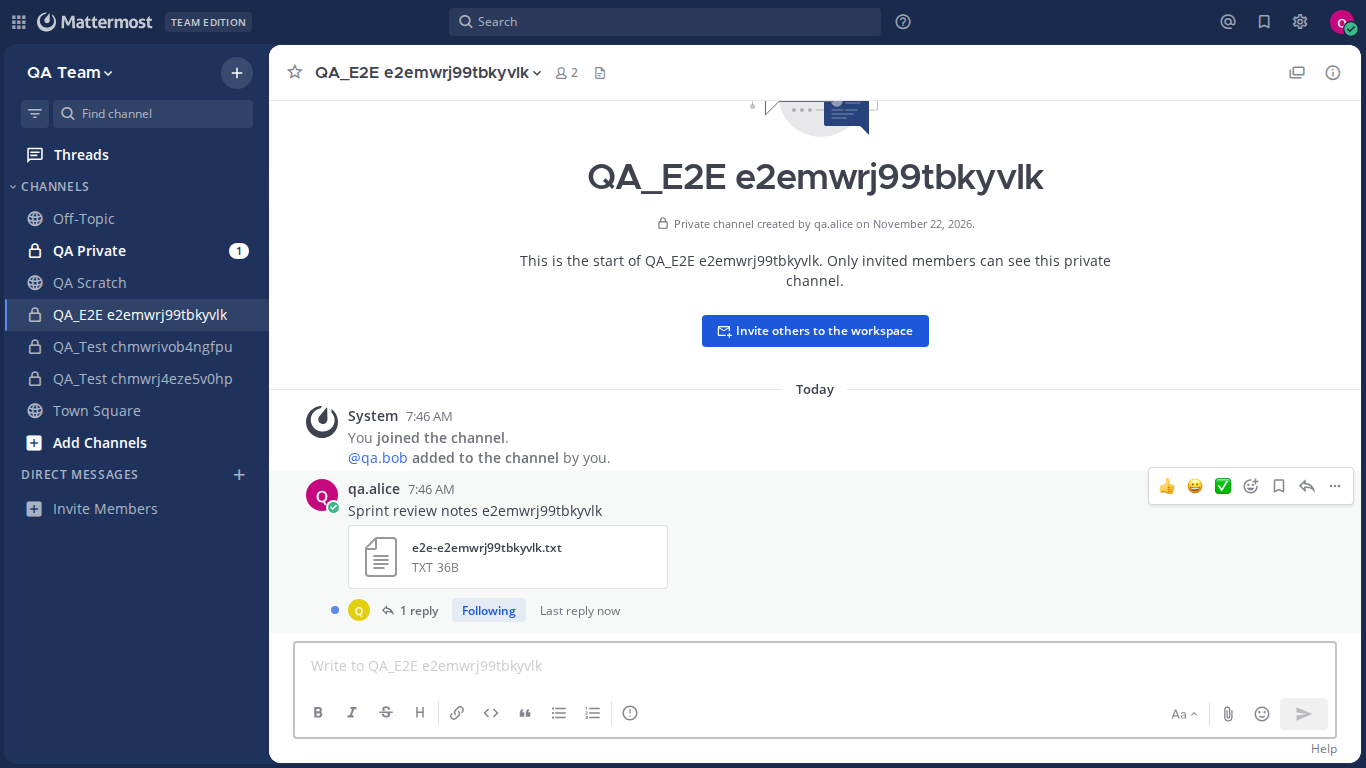 Mattermost
TEAM EDITION
Search
Q
QA Team
Find channel
Threads
CHANNELS
Off-Topic
QA Private
1
QA Scratch
QA_E2E e2emwrj99tbkyvlk
QA_Test chmwrivob4ngfpu
QA_Test chmwrj4eze5v0hp
Town Square
Add Channels
DIRECT MESSAGES
Invite Members
QA_E2E e2emwrj99tbkyvlk
2
QA_E2E e2emwrj99tbkyvlk
Private channel created by qa.alice on November 22, 2026.
This is the start of QA_E2E e2emwrj99tbkyvlk. Only invited members can see this private
channel.
Invite others to the workspace
Today
System 7:46 AM
You joined the channel.
@qa.bob added to the channel by you.
Q
qa.alice 7:46 AM
Sprint review notes e2emwrj99tbkyvlk
e2e-e2emwrj99tbkyvlk.txt
TXT 36B
Q 1 reply Following Last reply now
Write to QA_E2E e2emwrj99tbkyvlk
B I S H
Aa
Help